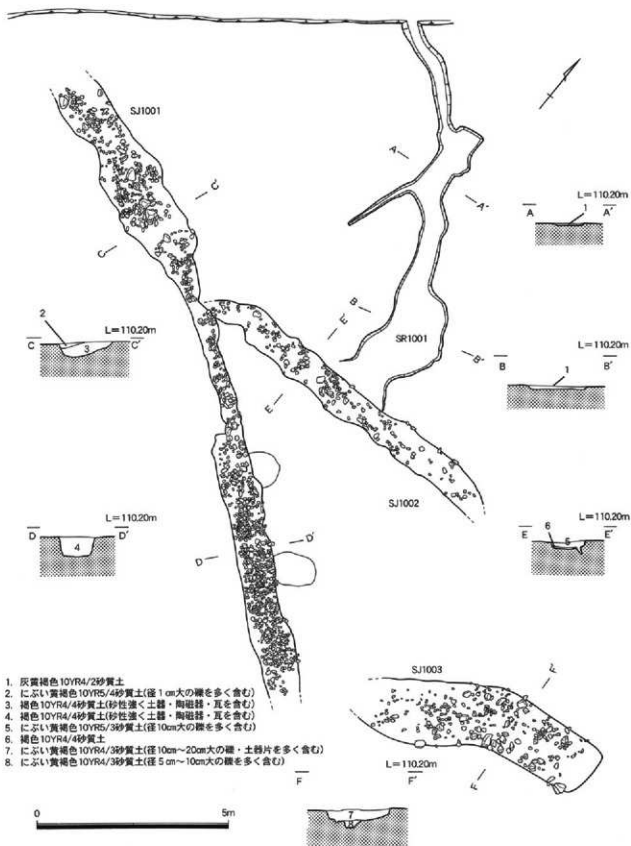 SJ1001
A
A'
L=110.20m
1
A A'
C'
C
2
L=110.20m
C C'
3
B
E'
SR1001
B'
L=110.20m
1
B B'
E
SJ1002
L=110.20m
D D'
4
D'
D
L=110.20m
6
5
E E'
SJ1003
F'
F
1. 灰黄褐色10YR4/2砂質土
2. にぶい黄褐色10YR5/4砂質土(径1cm大の礫を多く含む)
3. 褐色10YR4/4砂質土(砂性強く土器・陶磁器・瓦を含む)
4. 褐色10YR4/4砂質土(砂性強く土器・陶磁器・瓦を含む)
5. にぶい黄褐色10YR5/3砂質土(径10cm大の礫を多く含む)
6. 褐色10YR4/4砂質土
7. にぶい黄褐色10YR4/3砂質土(径10cm~20cm大の礫・土器片を多く含む)
8. にぶい黄褐色10YR4/3砂質土(径5cm~10cm大の礫を多く含む)
L=110.20m
F F'
7
8
0 5m